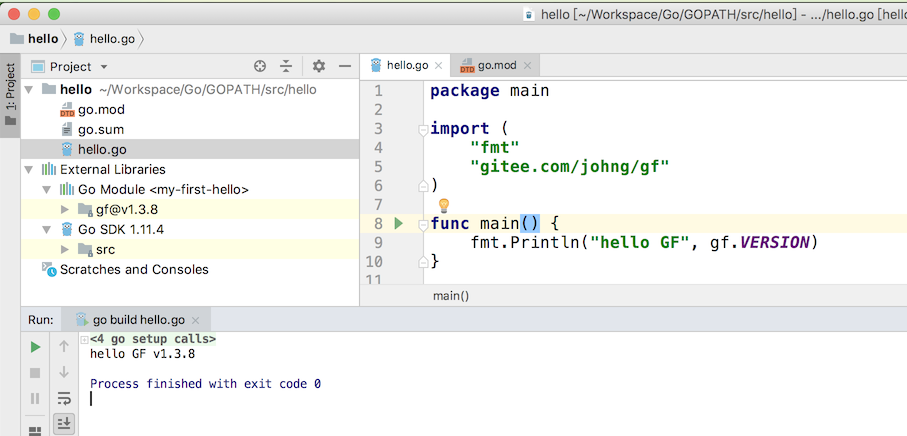 hello [~/Workspace/Go/GOPATH/src/hello] - .../hello.go [hello
hello hello.go
1: Project
Project
hello ~/Workspace/Go/GOPATH/src/hello
DTD go.mod
go.sum
hello.go
External Libraries
Go Module <my-first-hello>
gf@v1.3.8
Go SDK 1.11.4
src
Scratches and Consoles
hello.go × DTD go.mod ×
1 package main
2
3 import (
4 "fmt"
5 "gitee.com/johng/gf"
6 )
7
8 func main() {
9 fmt.Println("hello GF", gf.VERSION)
10 }
11
main()
Run: go build hello.go ×
<4 go setup calls>
hello GF v1.3.8
Process finished with exit code 0